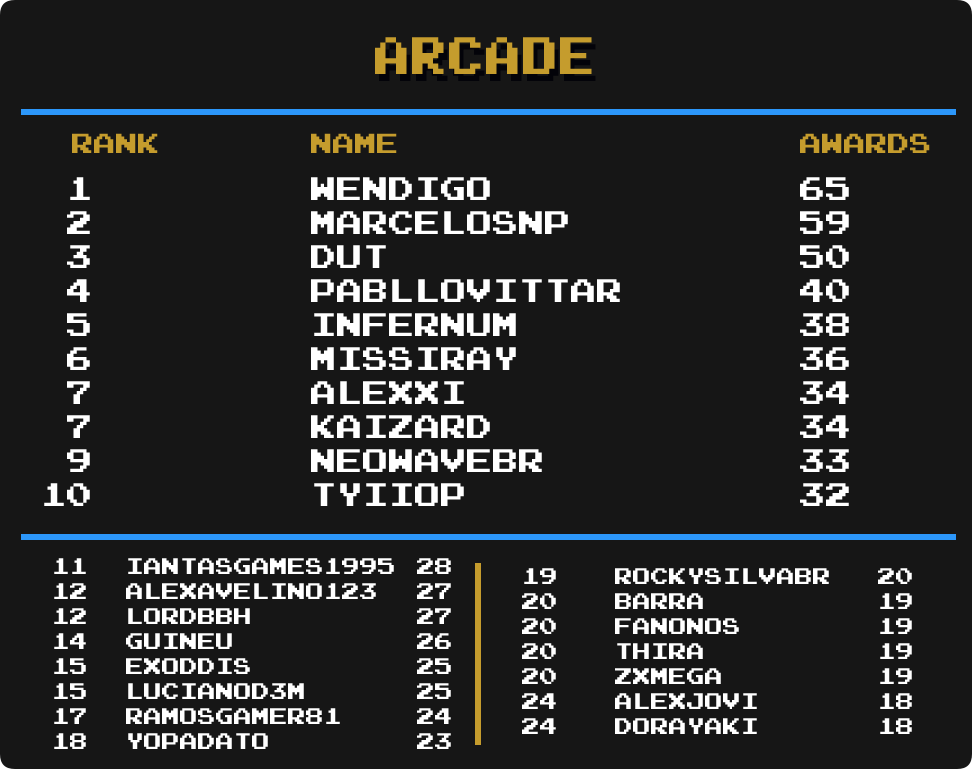 ARCADE
RANK NAME AWARDS
1 WENDIGO 65
2 MARCELOSNP 59
3 DUT 50
4 PABLLOVITTAR 40
5 INFERNUM 38
6 MISSIRAY 36
7 ALEXXI 34
7 KAIZARD 34
9 NEOWAVEBR 33
10 TYIIOP 32
11 IANTASGAMES1995 28
12 ALEXAVELINO123 27
12 LORDBBH 27
14 GUINEU 26
15 EXODDIS 25
15 LUCIANOD3M 25
17 RAMOSGAMER81 24
18 YOPADATO 23
19 ROCKYSILVABR 20
20 BARRA 19
20 FANONOS 19
20 THIRA 19
20 ZXMEGA 19
24 ALEXJOVI 18
24 DORAYAKI 18